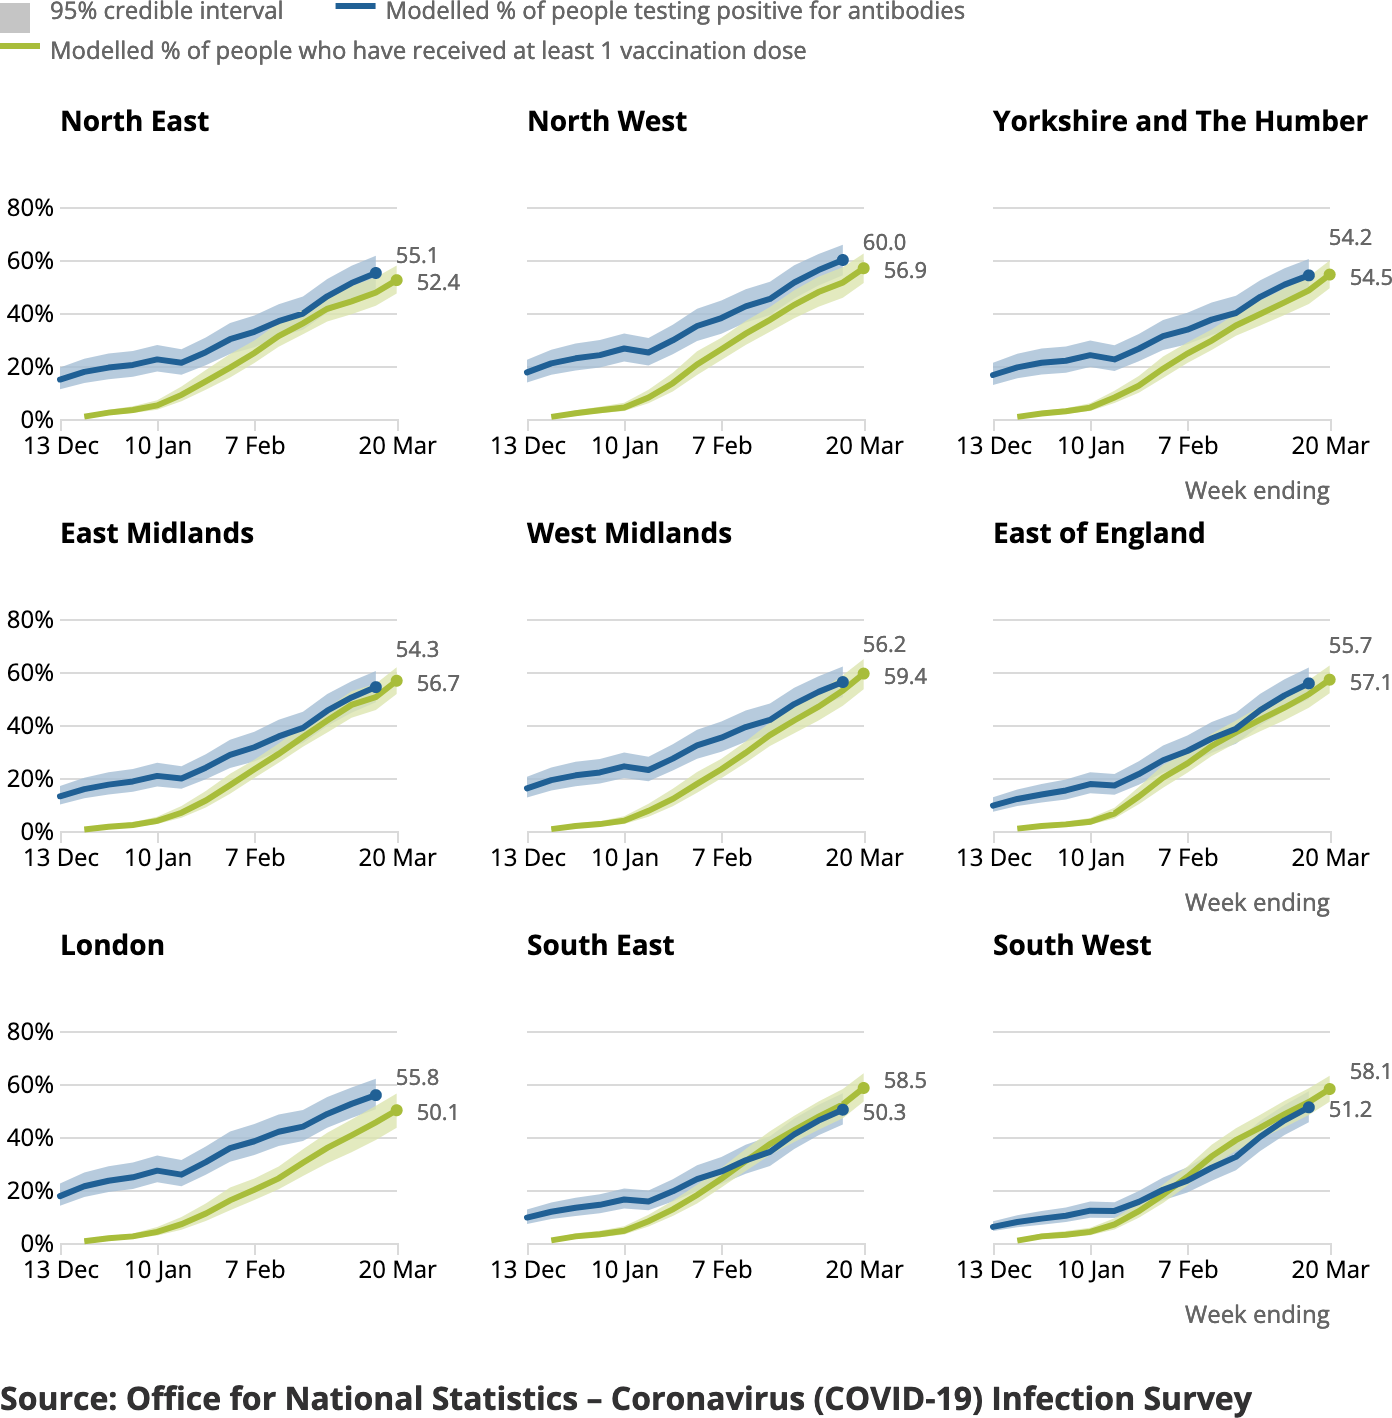 95% credible interval Modelled % of people testing positive for antibodies
Modelled % of people who have received at least 1 vaccination dose
North East North West Yorkshire and The Humber
80%
60%
40%
20%
0%
55.1
52.4
60.0
56.9
54.2
54.5
13 Dec 10 Jan 7 Feb 20 Mar 13 Dec 10 Jan 7 Feb 20 Mar 13 Dec 10 Jan 7 Feb 20 Mar
Week ending
East Midlands West Midlands East of England
80%
60%
40%
20%
0%
54.3
56.7
56.2
59.4
55.7
57.1
13 Dec 10 Jan 7 Feb 20 Mar 13 Dec 10 Jan 7 Feb 20 Mar 13 Dec 10 Jan 7 Feb 20 Mar
Week ending
London South East South West
80%
60%
40%
20%
0%
55.8
50.1
58.5
50.3
58.1
51.2
13 Dec 10 Jan 7 Feb 20 Mar 13 Dec 10 Jan 7 Feb 20 Mar 13 Dec 10 Jan 7 Feb 20 Mar
Week ending
Source: Office for National Statistics – Coronavirus (COVID-19) Infection Survey